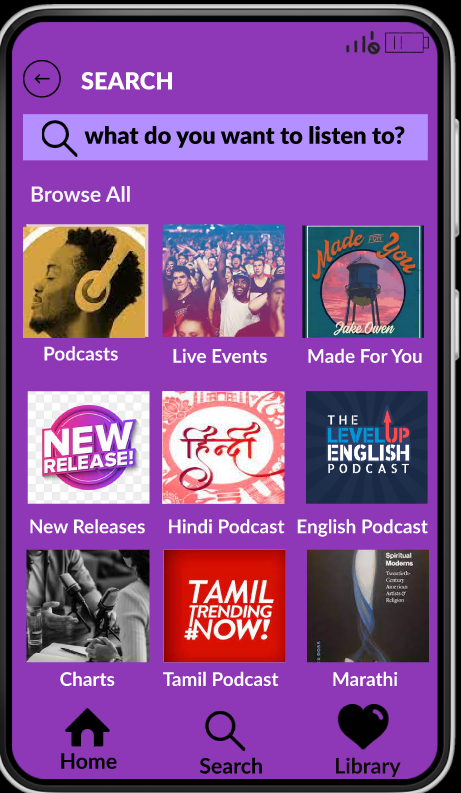 SEARCH
what do you want to listen to?
Browse All
Made FOR You
Jake Owen
Podcasts
Live Events
Made For You
NEW
RELEASE!
हिन्दी
THE
LEVEL UP
ENGLISH
PODCAST
New Releases
Hindi Podcast
English Podcast
TAMIL
TRENDING
#NOW!
Spiritual
Moderns
Twentieth-
Century
American
Artists &
Religion
Charts
Tamil Podcast
Marathi
Home
Search
Library